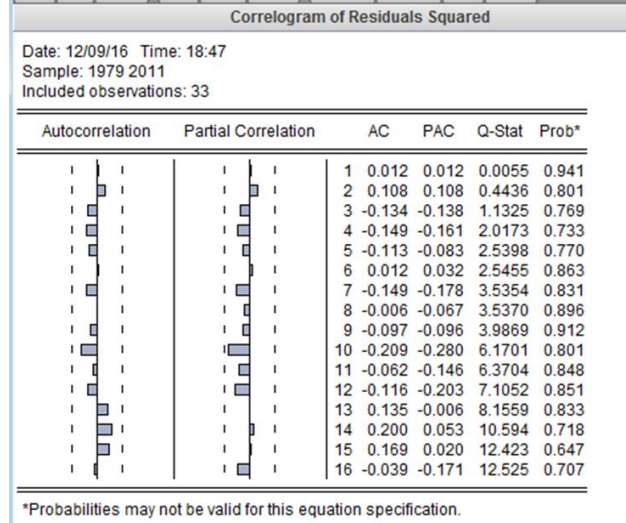 Correlogram of Residuals Squared
Date: 12/09/16 Time: 18:47
Sample: 1979 2011
Included observations: 33
Autocorrelation Partial Correlation AC PAC Q-Stat Prob*
1 0.012 0.012 0.0055 0.941
2 0.108 0.108 0.4436 0.801
3 -0.134 -0.138 1.1325 0.769
4 -0.149 -0.161 2.0173 0.733
5 -0.113 -0.083 2.5398 0.770
6 0.012 0.032 2.5455 0.863
7 -0.149 -0.178 3.5354 0.831
8 -0.006 -0.067 3.5370 0.896
9 -0.097 -0.096 3.9869 0.912
10 -0.209 -0.280 6.1701 0.801
11 -0.062 -0.146 6.3704 0.848
12 -0.116 -0.203 7.1052 0.851
13 0.135 -0.006 8.1559 0.833
14 0.200 0.053 10.594 0.718
15 0.169 0.020 12.423 0.647
16 -0.039 -0.171 12.525 0.707
*Probabilities may not be valid for this equation specification.